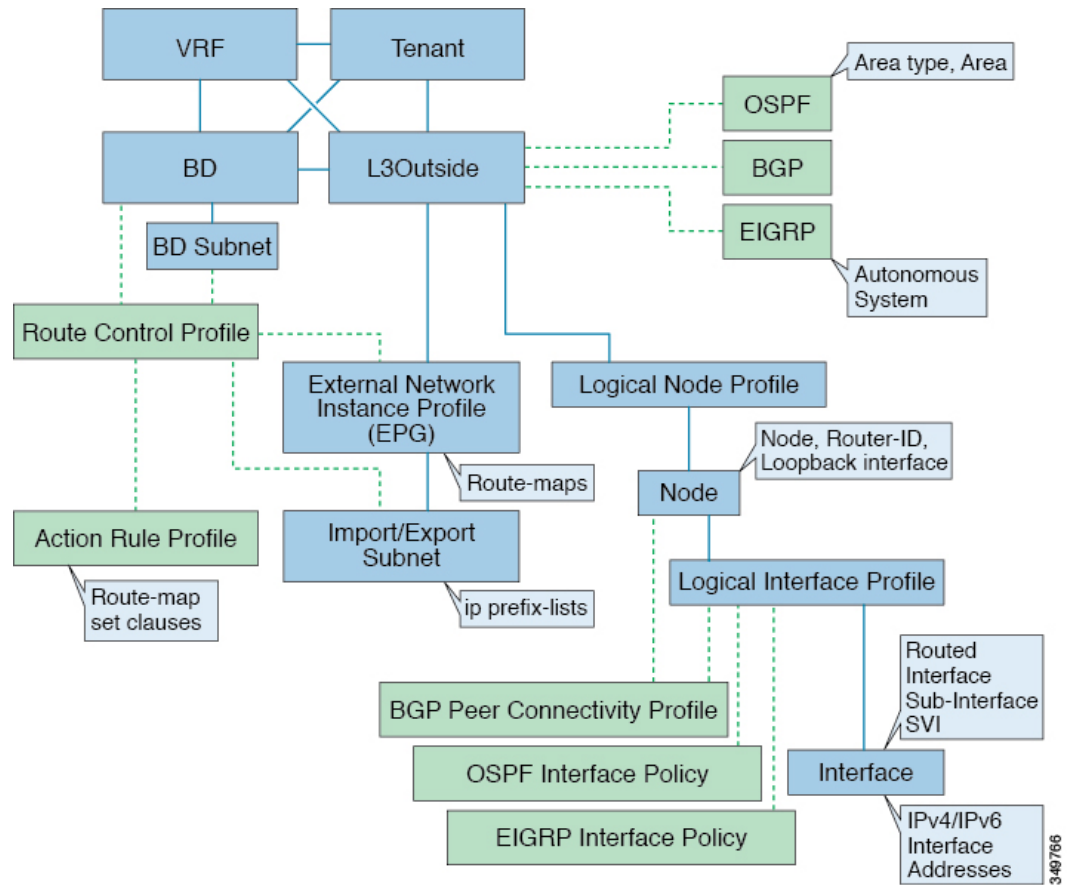 VRF
Tenant
Area type, Area
OSPF
BD
L3Outside
BGP
BD Subnet
EIGRP
Autonomous
System
Route Control Profile
External Network
Instance Profile
(EPG)
Logical Node Profile
Node, Router-ID,
Loopback interface
Route-maps
Node
Action Rule Profile
Import/Export
Subnet
Route-map
set clauses
ip prefix-lists
Logical Interface Profile
Routed
Interface
Sub-Interface
SVI
BGP Peer Connectivity Profile
OSPF Interface Policy
Interface
EIGRP Interface Policy
IPv4/IPv6
Interface
Addresses
349766